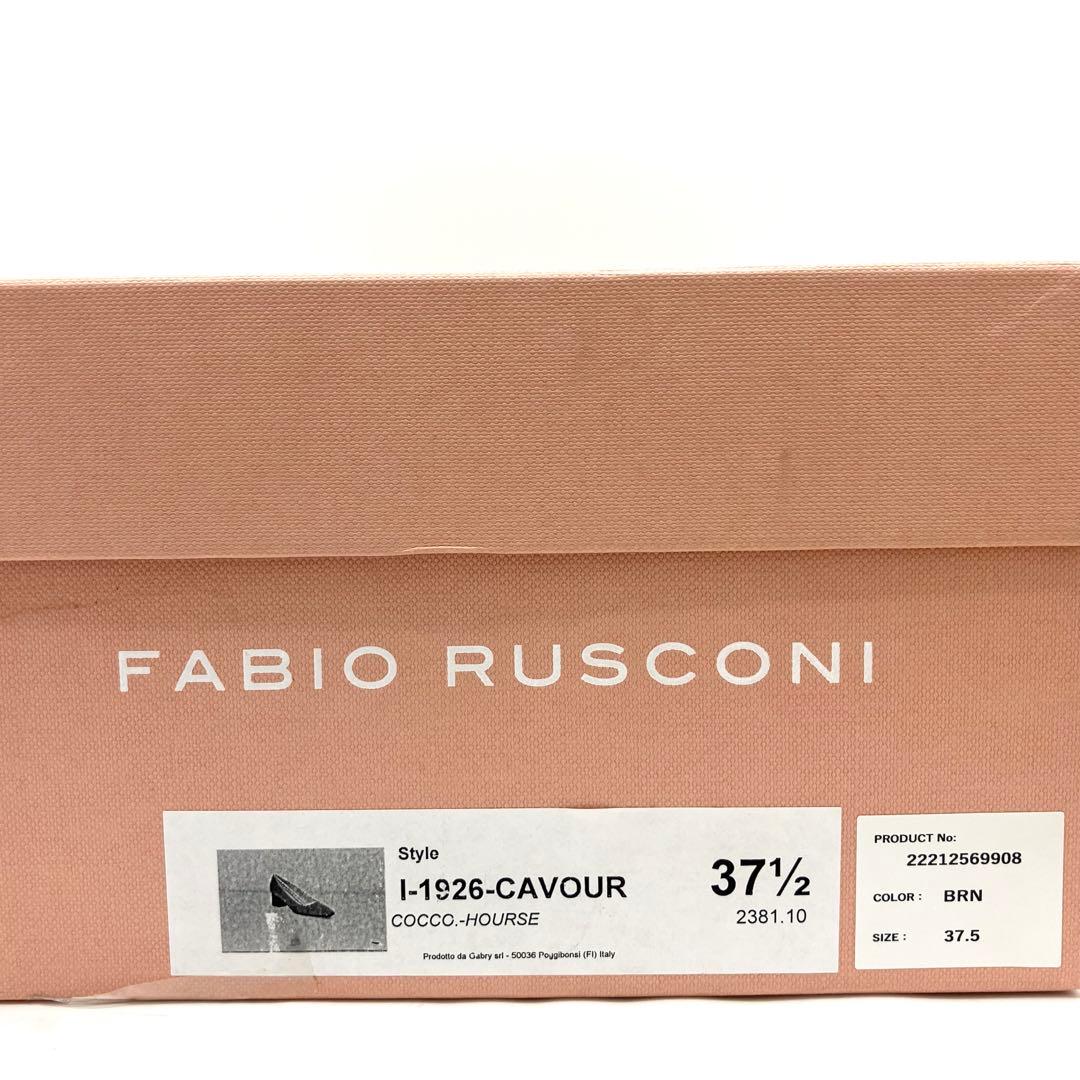 FABIO RUSCONI
Style
I-1926-CAVOUR
COCCO.-HOURSE
37½
2381.10
Prodotto da Gabry srl - 50036 Poggibonsi (FI) Italy
PRODUCT No:
22212569908
COLOR : BRN
SIZE : 37.5